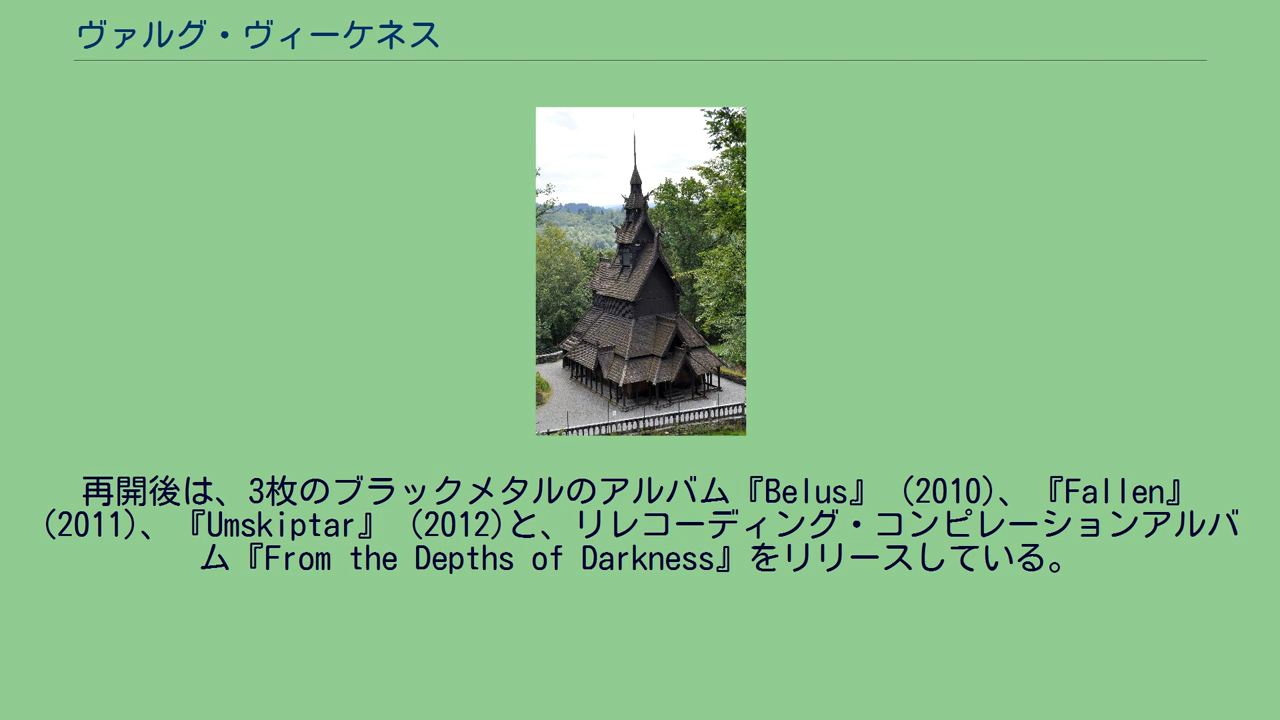 ヴァルグ・ヴィーケネス
再開後は、3枚のブラックメタルのアルバム『Belus』（2010)、『Fallen』
(2011)、『Umskiptar』（2012)と、リレコーディング・コンピレーションアルバ
ム『From the Depths of Darkness』をリリースしている。